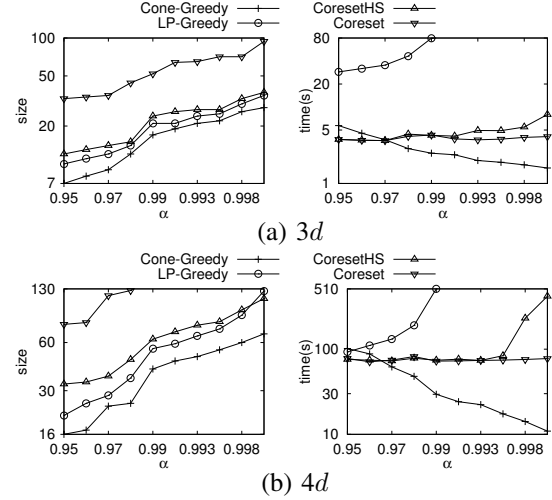 Cone-Greedy
LP-Greedy
CoresetHS
Coreset
100
50
20
7
size
0.95 0.97 0.99 0.993 0.998
α
80
20
5
1
time(s)
0.95 0.97 0.99 0.993 0.998
α
(a) 3d
Cone-Greedy
LP-Greedy
CoresetHS
Coreset
130
60
30
16
size
0.95 0.97 0.99 0.993 0.998
α
510
100
30
10
time(s)
0.95 0.97 0.99 0.993 0.998
α
(b) 4d